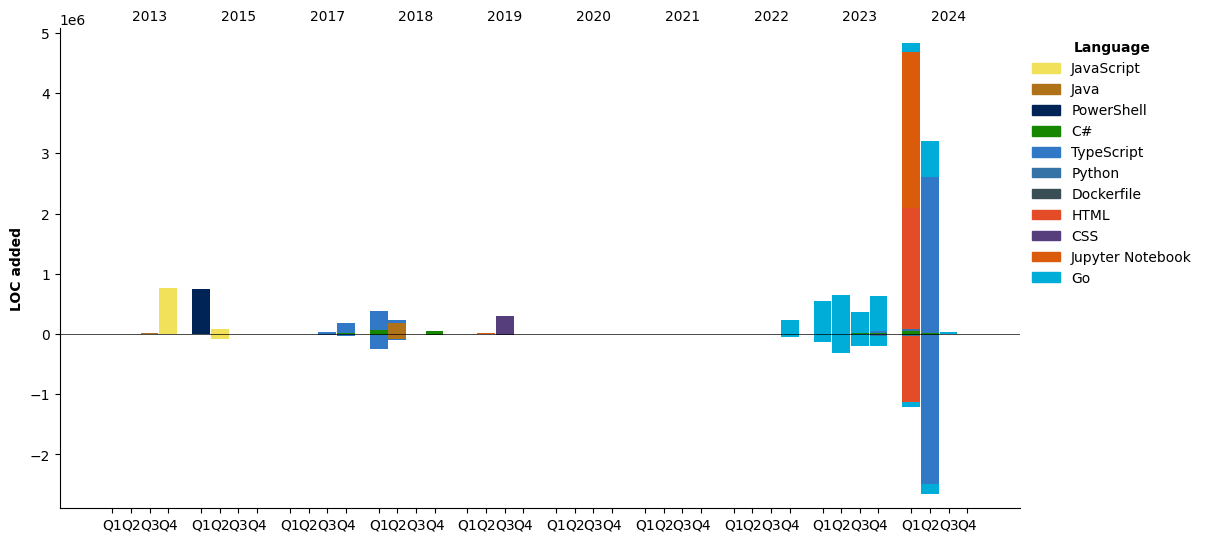 2013 2015 2017 2018 2019 2020 2021 2022 2023 2024
1e6
5
4
3
2
1
0
−1
−2
LOC added
Q1Q2Q3Q4 Q1Q2Q3Q4 Q1Q2Q3Q4 Q1Q2Q3Q4 Q1Q2Q3Q4 Q1Q2Q3Q4 Q1Q2Q3Q4 Q1Q2Q3Q4 Q1Q2Q3Q4 Q1Q2Q3Q4
Language
JavaScript
Java
PowerShell
C#
TypeScript
Python
Dockerfile
HTML
CSS
Jupyter Notebook
Go